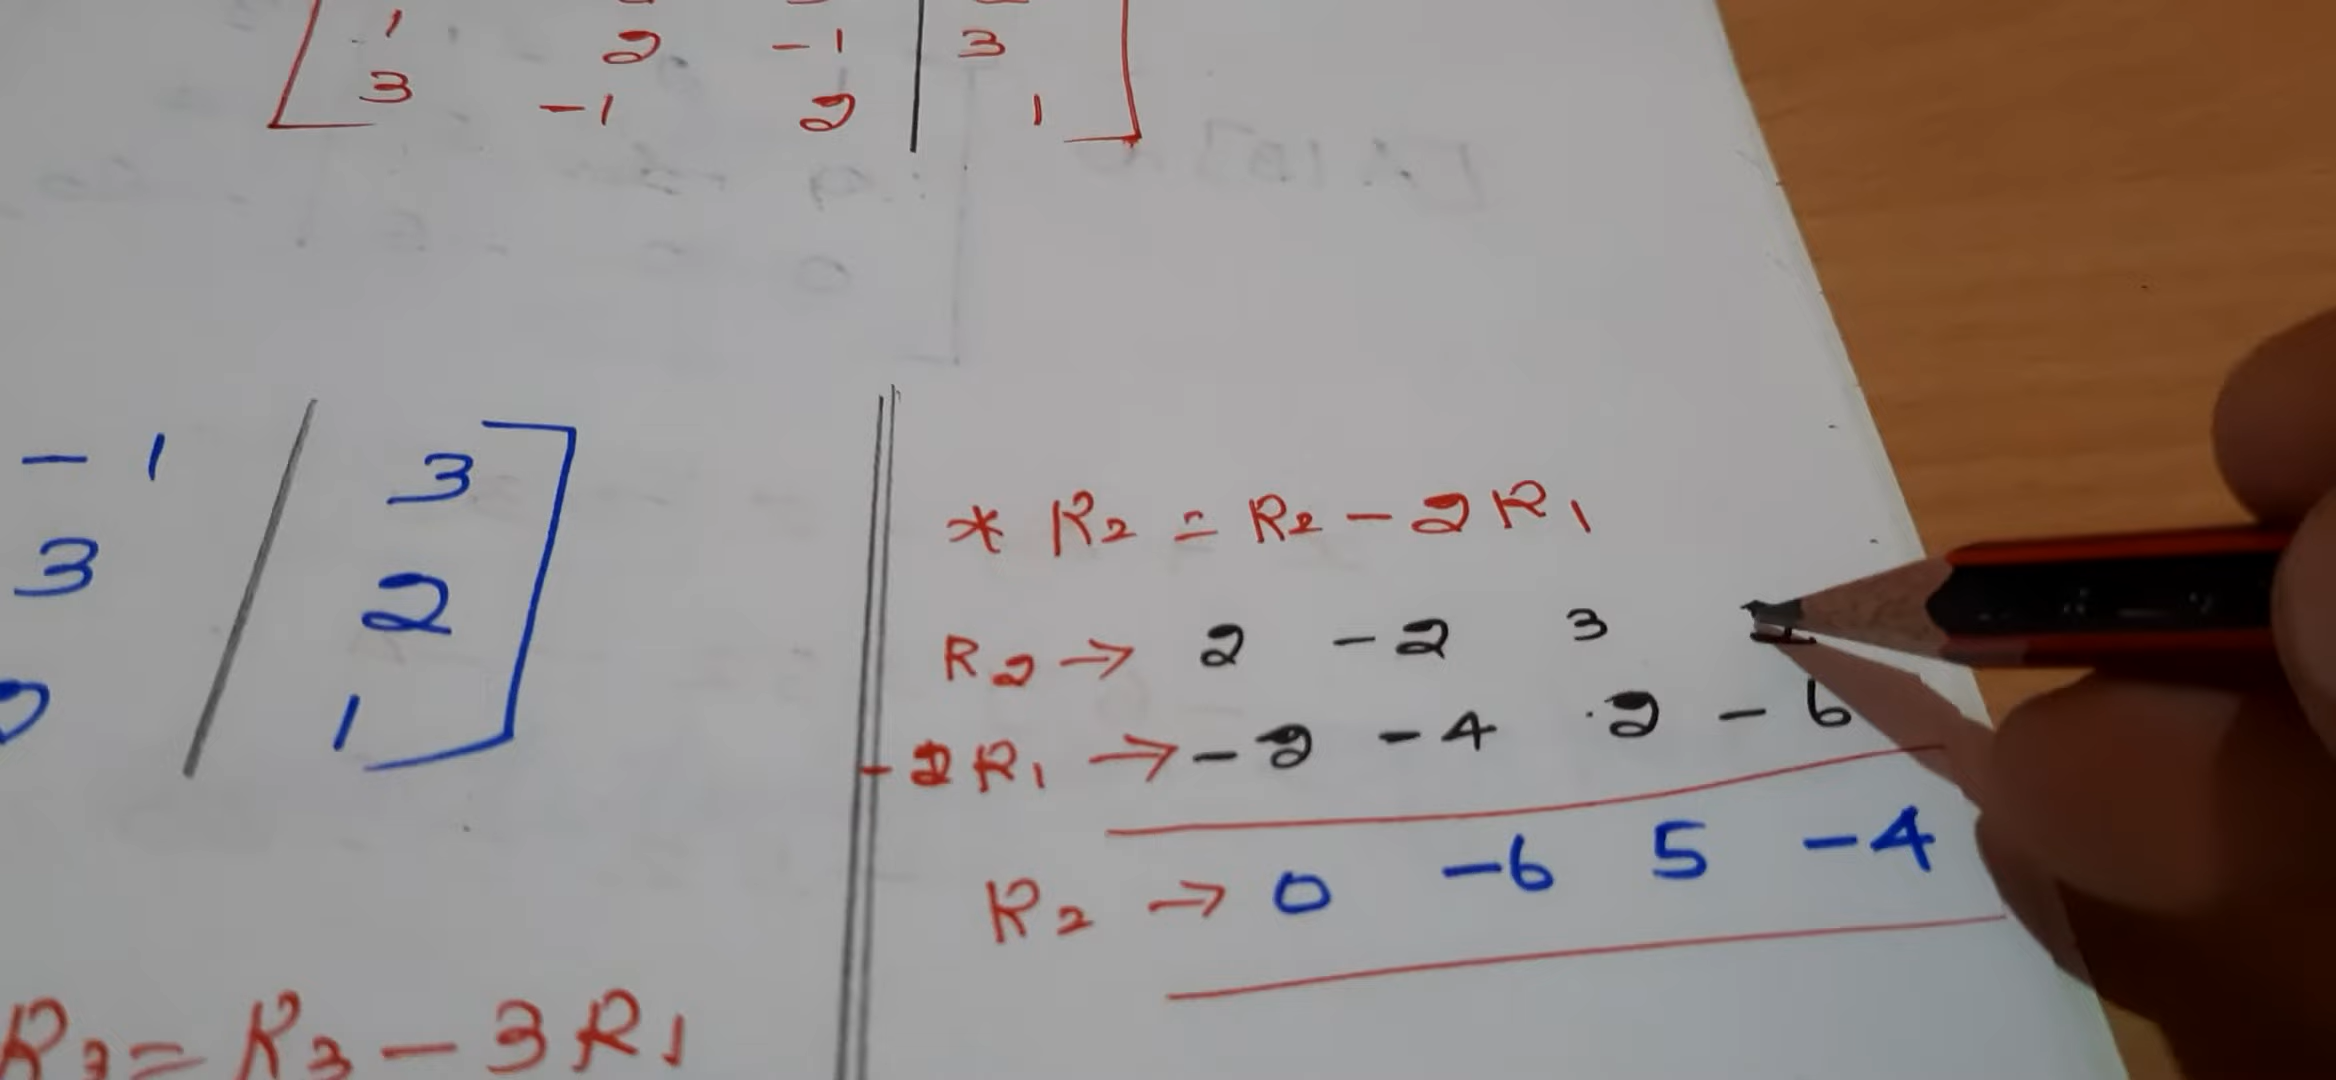 1 2 -1 3
3 -1 2 1
-1 3
3 2
1
* R2 = R2 - 2R1
R2 → 2 -2 3
-2R1 → -2 -4 2 -6
R2 → 0 -6 5 -4
R3 = R3 - 3R1